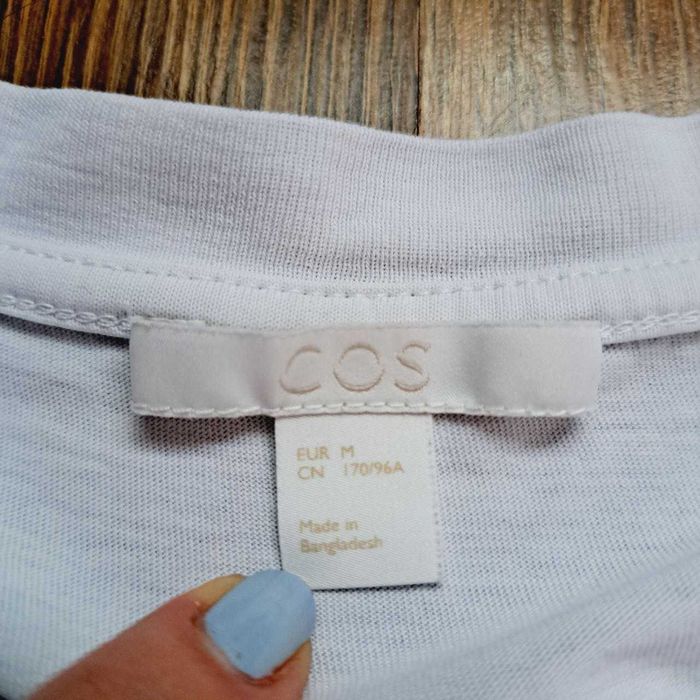 COS
EUR M
CN 170/96A
Made in
Bangladesh